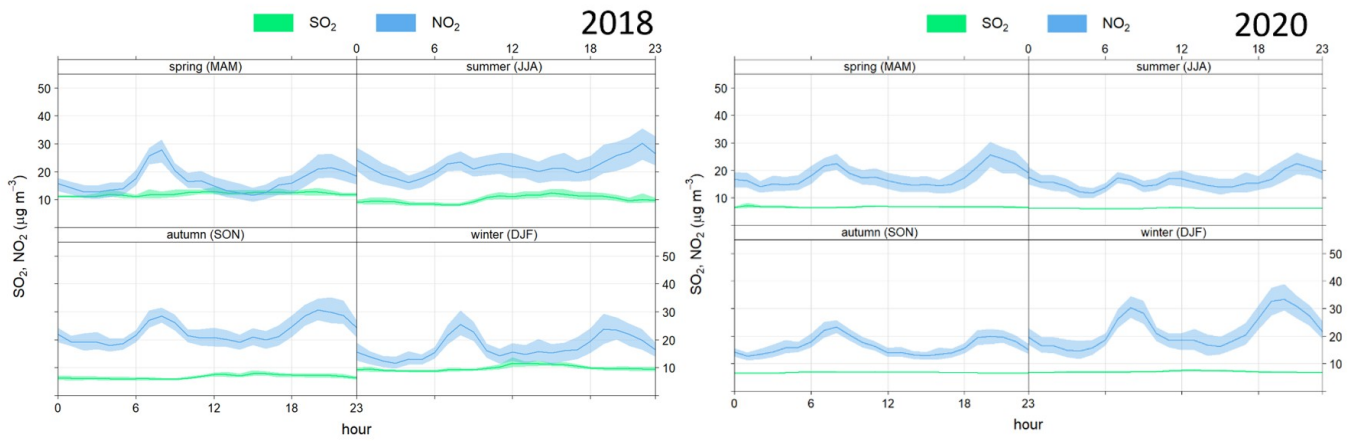 SO₂ NO₂ 2018
0 6 12 18 23
spring (MAM) summer (JJA)
50
40
30
20
10
autumn (SON) winter (DJF)
50
40
30
20
10
0 6 12 18 23
hour
SO₂, NO₂ (µg m⁻³)
SO₂ NO₂ 2020
0 6 12 18 23
spring (MAM) summer (JJA)
50
40
30
20
10
autumn (SON) winter (DJF)
50
40
30
20
10
0 6 12 18 23
hour
SO₂, NO₂ (µg m⁻³)